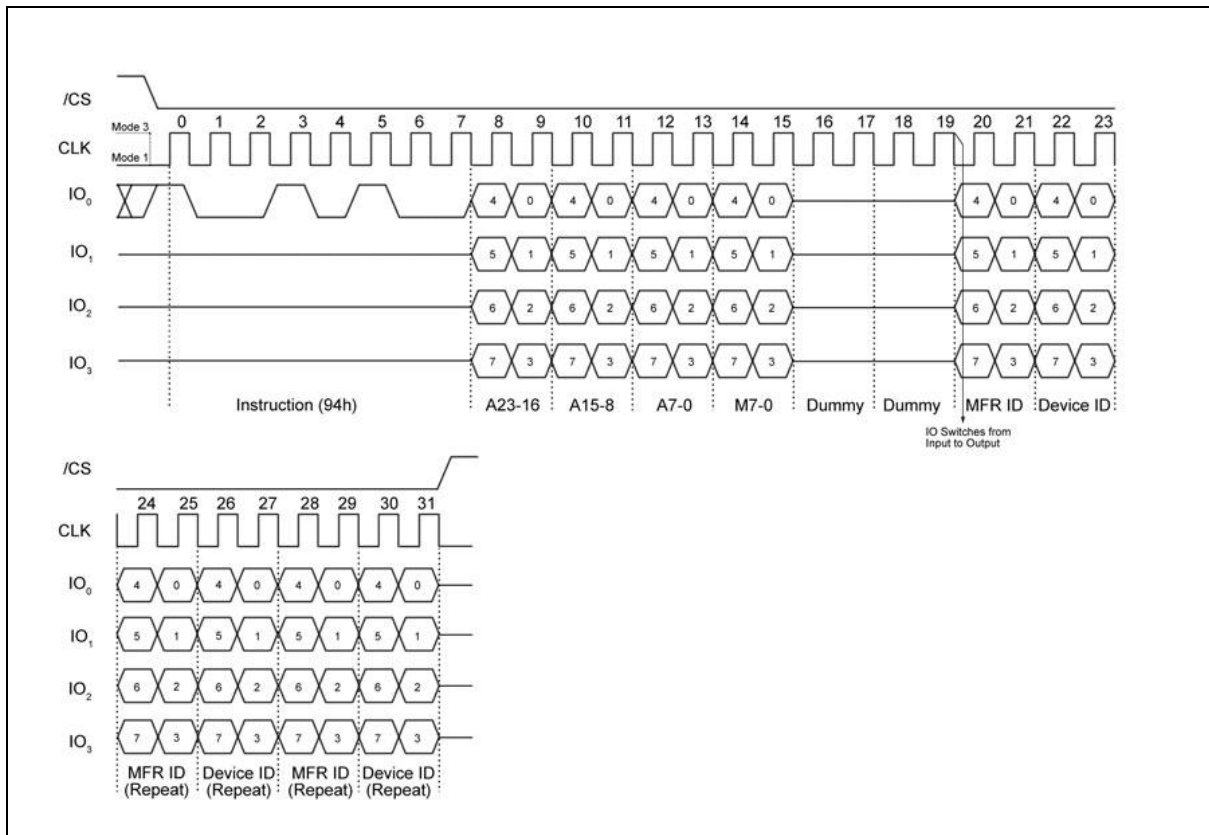 /CS
Mode 3
0 1 2 3 4 5 6 7 8 9 10 11 12 13 14 15 16 17 18 19 20 21 22 23
CLK
Mode 1
IO0
4 0 4 0 4 0 4 0 4 0 4 0
IO1
5 1 5 1 5 1 5 1 5 1 5 1
IO2
6 2 6 2 6 2 6 2 6 2 6 2
IO3
7 3 7 3 7 3 7 3 7 3 7 3
Instruction (94h) A23-16 A15-8 A7-0 M7-0 Dummy Dummy MFR ID Device ID
IO Switches from
Input to Output
/CS
24 25 26 27 28 29 30 31
CLK
IO0
4 0 4 0 4 0 4 0
IO1
5 1 5 1 5 1 5 1
IO2
6 2 6 2 6 2 6 2
IO3
7 3 7 3 7 3 7 3
MFR ID Device ID MFR ID Device ID
(Repeat) (Repeat) (Repeat) (Repeat)